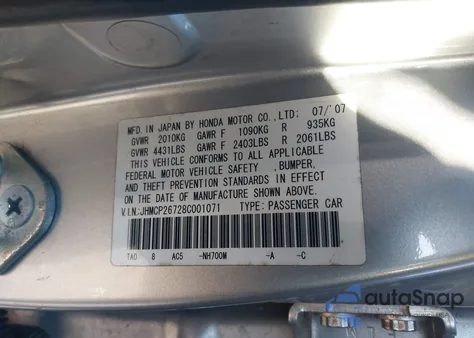 MFD. IN JAPAN BY HONDA MOTOR CO.,LTD; 07/'07
GVWR 2010KG GAWR F 1090KG R 935KG
GVWR 4431LBS GAWR F 2403LBS R 2061LBS
THIS VEHICLE CONFORMS TO ALL APPLICABLE
FEDERAL MOTOR VEHICLE SAFETY, BUMPER,
AND THEFT PREVENTION STANDARDS IN EFFECT
ON THE DATE OF MANUFACTURE SHOWN ABOVE.
V.I.N.:JHMCP26728C001071 TYPE: PASSENGER CAR
TA0 8 AC5 -NH700M -A -C
autoSnap